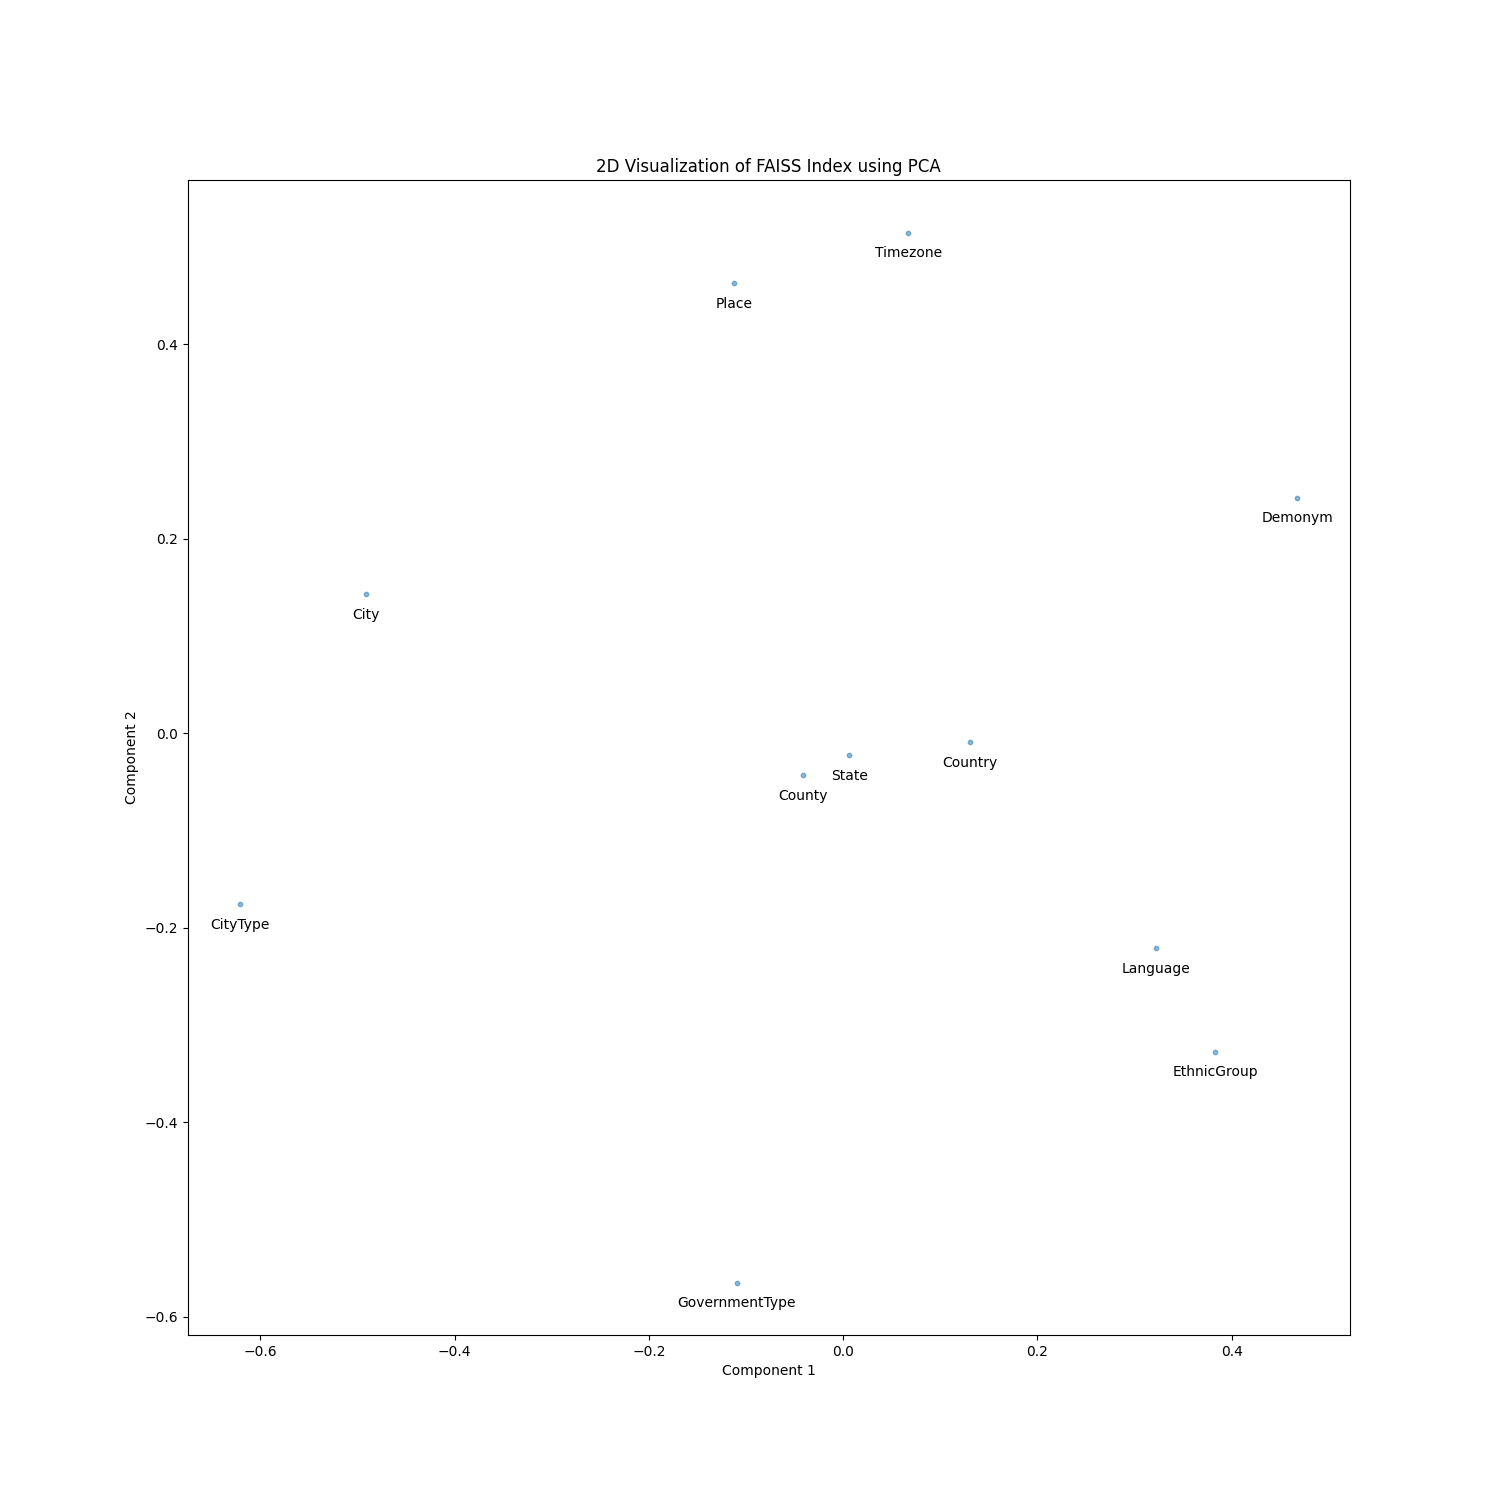 2D Visualization of FAISS Index using PCA
Timezone
Place
0.4
Demonym
0.2
City
0.0
Country
State
County
Component 2
CityType
−0.2
Language
EthnicGroup
−0.4
GovernmentType
−0.6
−0.6 −0.4 −0.2 0.0 0.2 0.4
Component 1